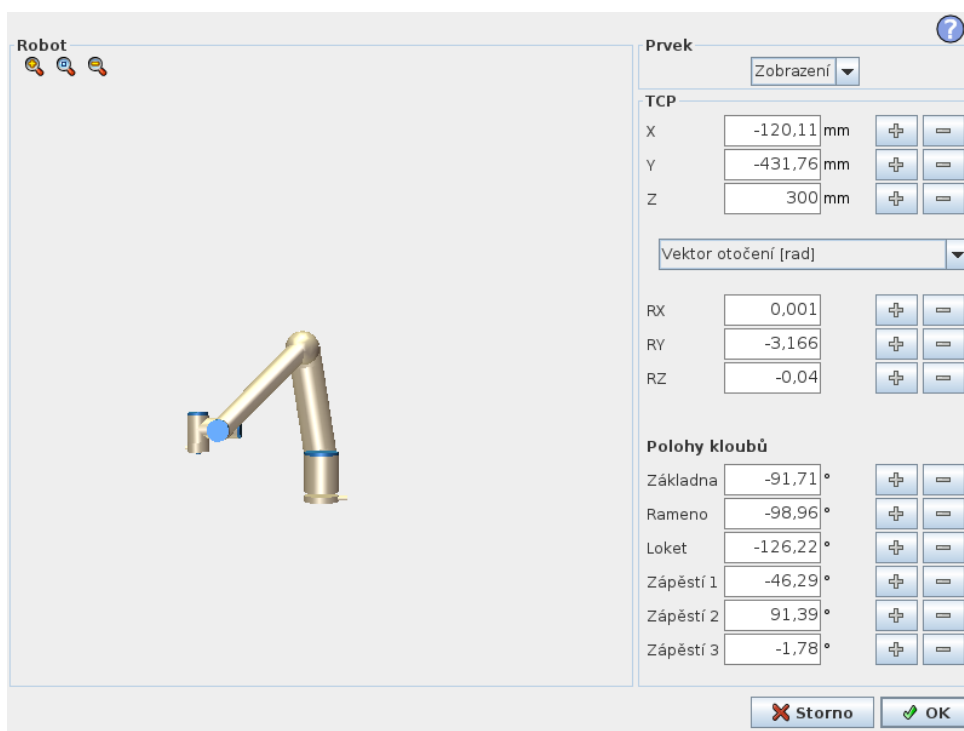 Robot
Prvek
Zobrazení
TCP
X -120,11 mm
Y -431,76 mm
Z 300 mm
Vektor otočení [rad]
RX 0,001
RY -3,166
RZ -0,04
Polohy kloubů
Základna -91,71 °
Rameno -98,96 °
Loket -126,22 °
Zápěstí 1 -46,29 °
Zápěstí 2 91,39 °
Zápěstí 3 -1,78 °
Storno OK